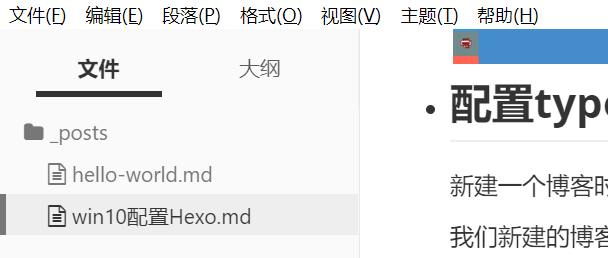 文件(F) 编辑(E) 段落(P) 格式(O) 视图(V) 主题(T) 帮助(H)
文件 大纲
_posts
hello-world.md
win10配置Hexo.md
配置typo
新建一个博客时
我们新建的博客